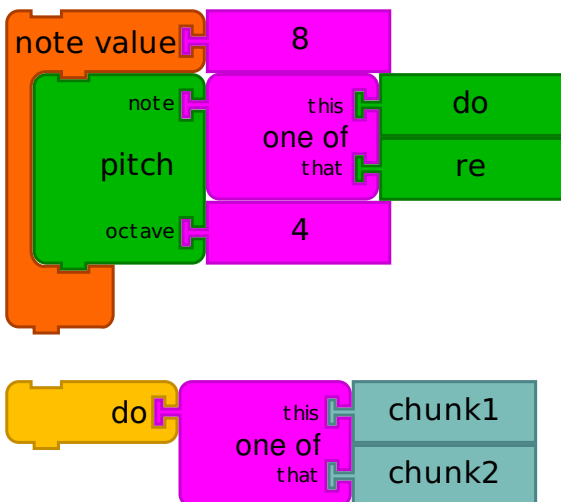 note value 8
note this do
one of
pitch that re
octave 4
do this chunk1
one of
that chunk2